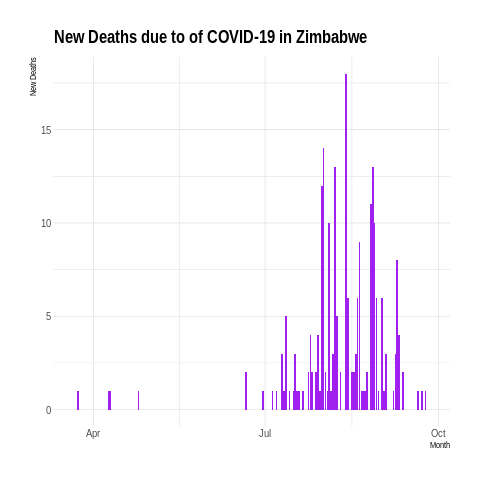 New Deaths due to of COVID-19 in Zimbabwe
New Deaths
15
10
5
0
Apr
Jul
Oct
Month